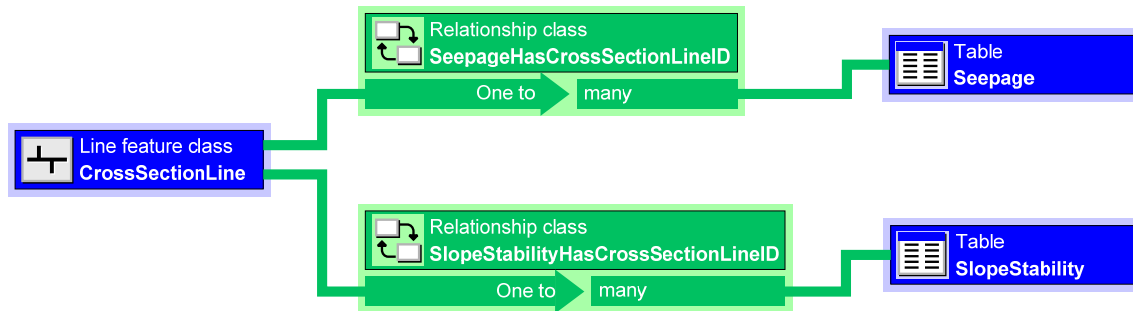 Line feature class
CrossSectionLine
Relationship class
SeepageHasCrossSectionLineID
One to many
Table
Seepage
Relationship class
SlopeStabilityHasCrossSectionLineID
One to many
Table
SlopeStability